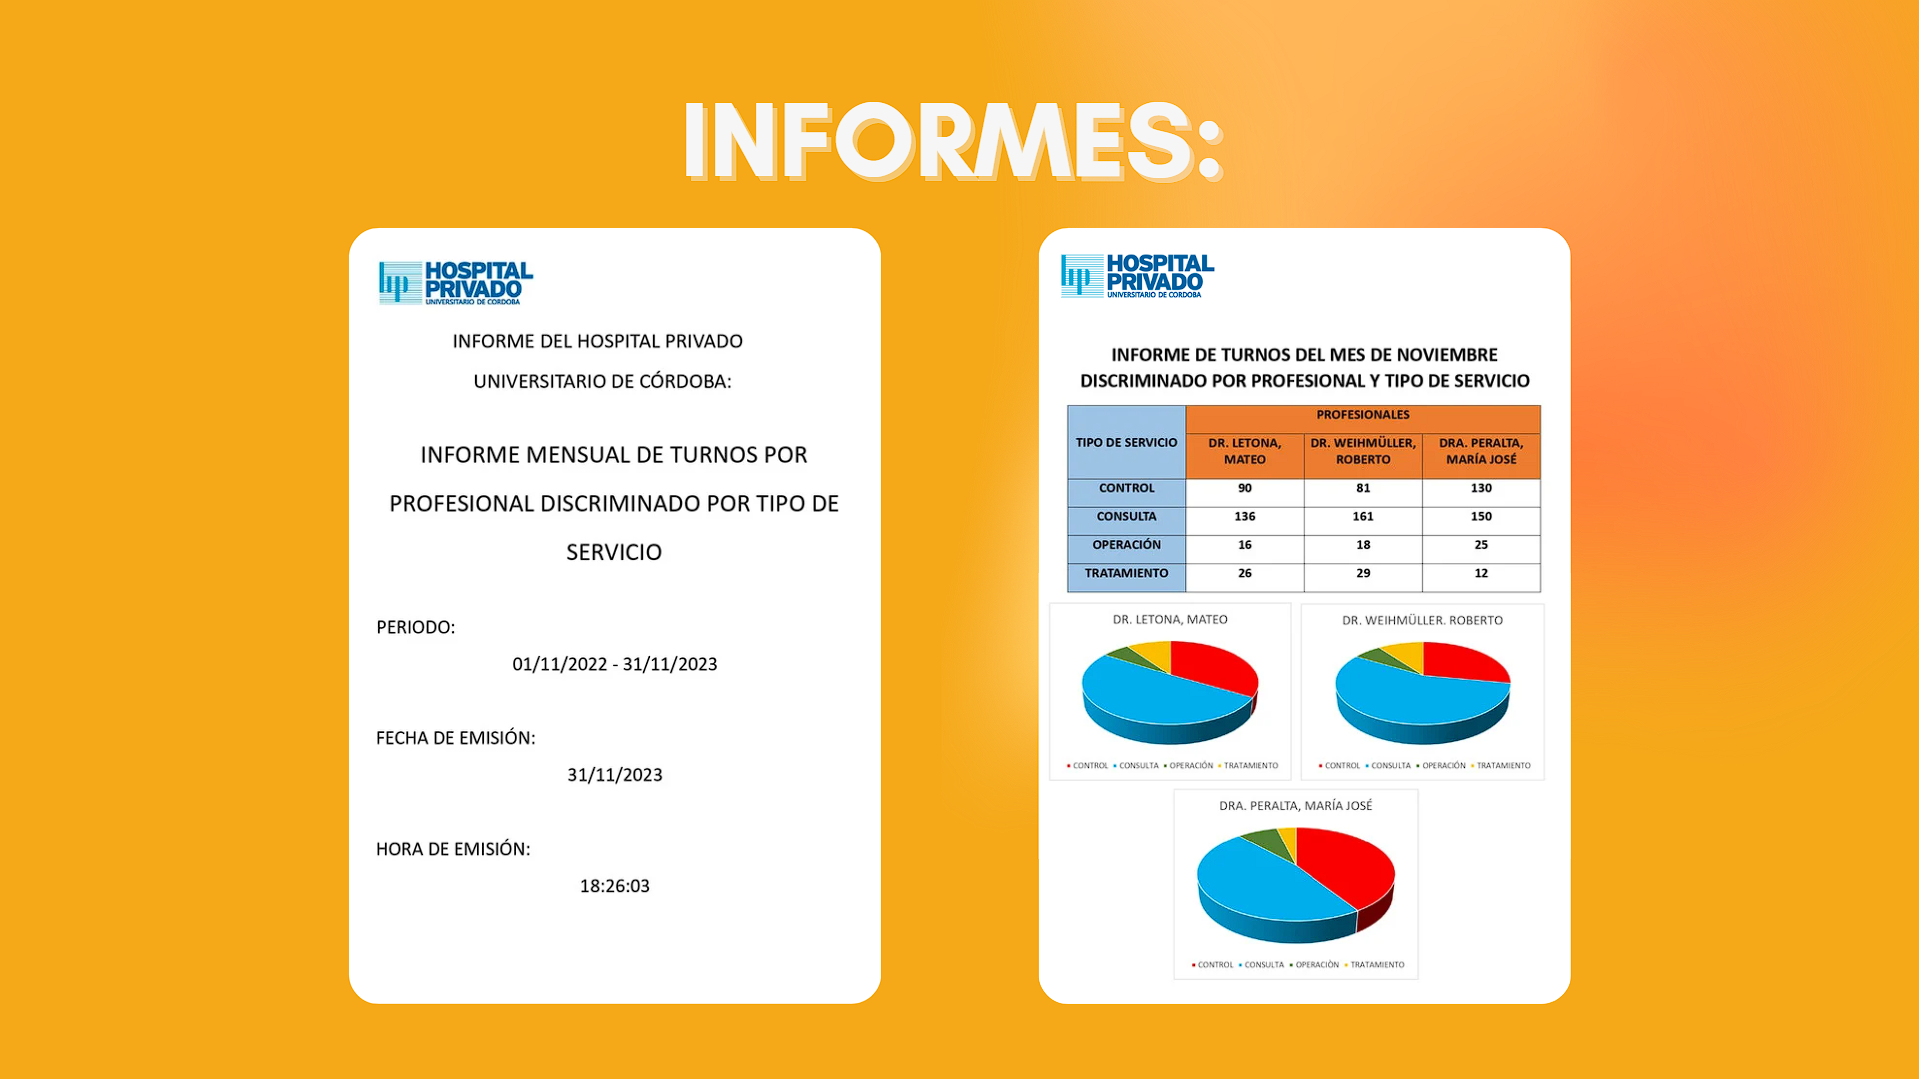 INFORMES:
HOSPITAL
PRIVADO
UNIVERSITARIO DE CORDOBA
INFORME DEL HOSPITAL PRIVADO
UNIVERSITARIO DE CÓRDOBA:
INFORME MENSUAL DE TURNOS POR
PROFESIONAL DISCRIMINADO POR TIPO DE
SERVICIO
PERIODO:
01/11/2022 - 31/11/2023
FECHA DE EMISIÓN:
31/11/2023
HORA DE EMISIÓN:
18:26:03
HOSPITAL
PRIVADO
UNIVERSITARIO DE CORDOBA
INFORME DE TURNOS DEL MES DE NOVIEMBRE
DISCRIMINADO POR PROFESIONAL Y TIPO DE SERVICIO
TIPO DE SERVICIO PROFESIONALES
DR. LETONA, DR. WEIHMÜLLER, DRA. PERALTA,
MATEO ROBERTO MARÍA JOSÉ
CONTROL 90 81 130
CONSULTA 136 161 150
OPERACIÓN 16 18 25
TRATAMIENTO 26 29 12
DR. LETONA, MATEO
CONTROL CONSULTA OPERACIÓN TRATAMIENTO
DR. WEIHMÜLLER. ROBERTO
CONTROL CONSULTA OPERACIÓN TRATAMIENTO
DRA. PERALTA, MARÍA JOSÉ
CONTROL CONSULTA OPERACIÓN TRATAMIENTO